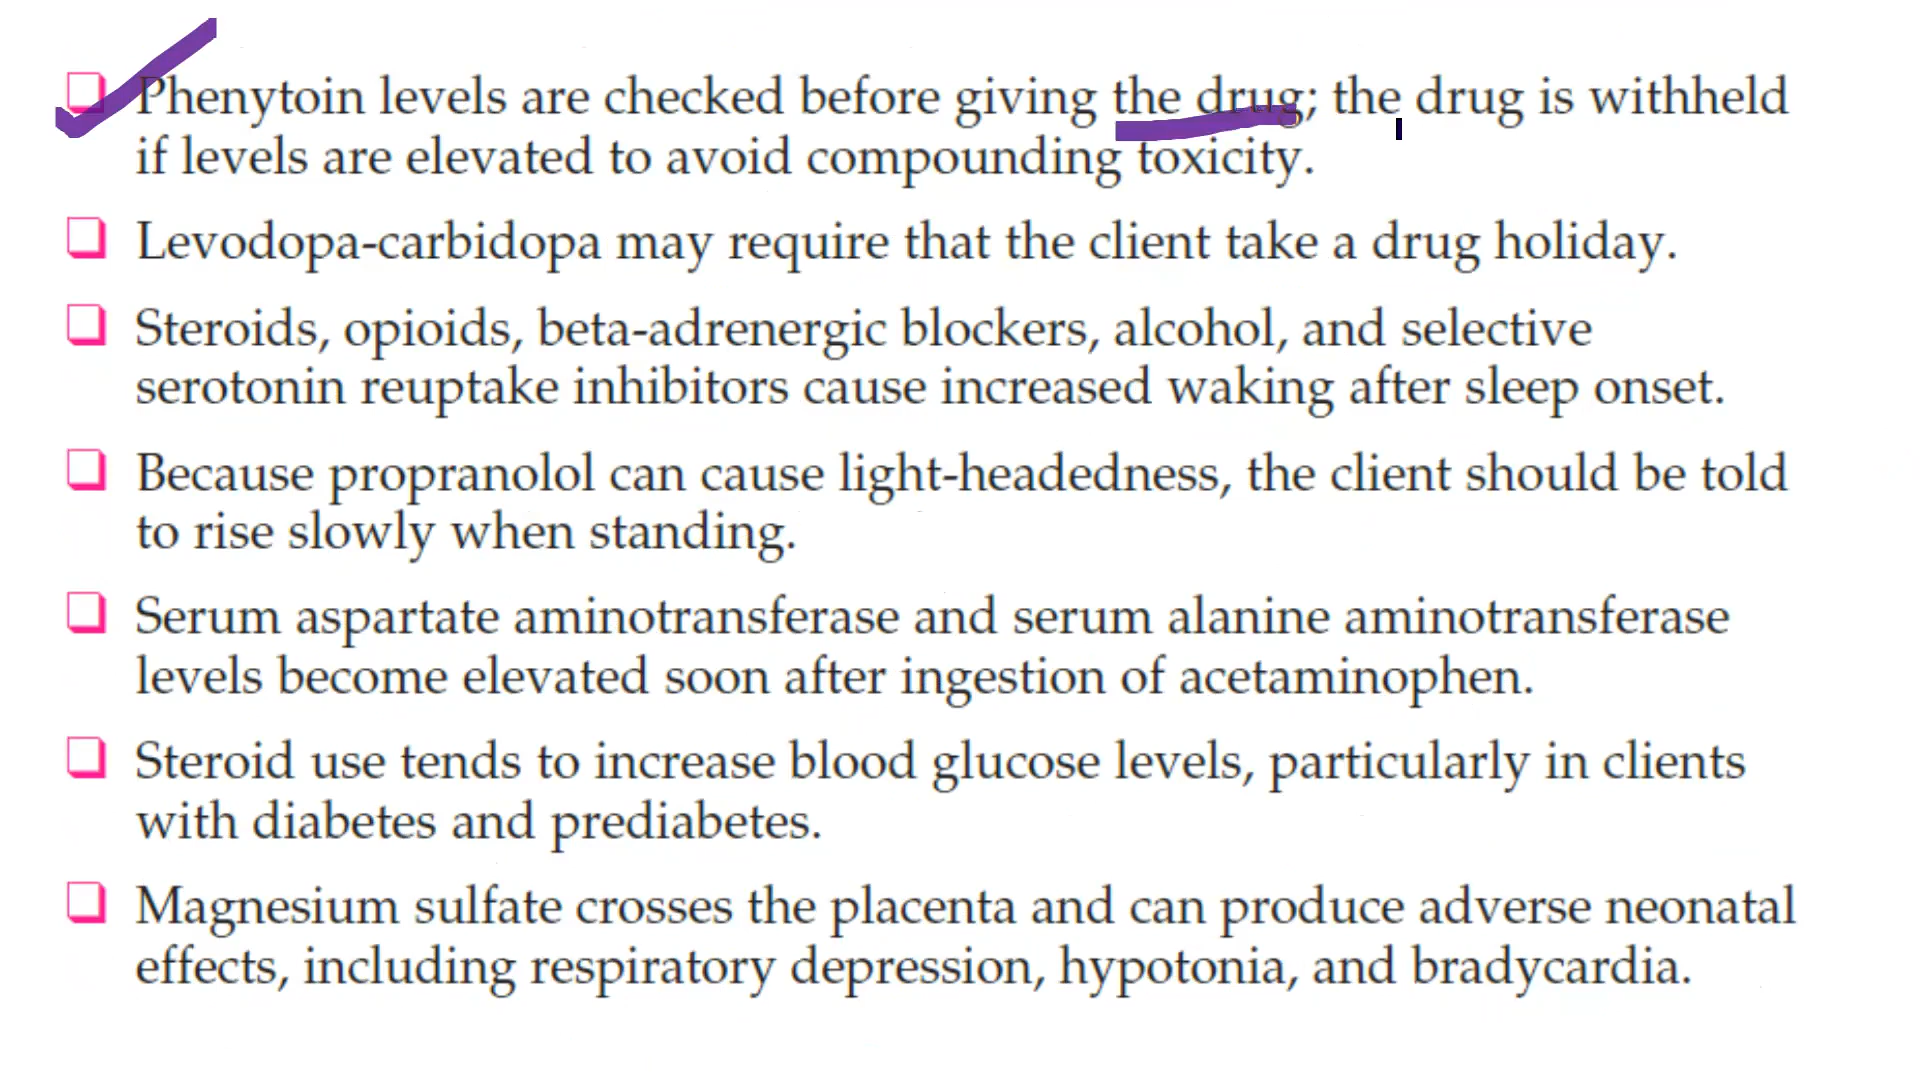 Phenytoin levels are checked before giving the drug; the drug is withheld
if levels are elevated to avoid compounding toxicity.
Levodopa-carbidopa may require that the client take a drug holiday.
Steroids, opioids, beta-adrenergic blockers, alcohol, and selective
serotonin reuptake inhibitors cause increased waking after sleep onset.
Because propranolol can cause light-headedness, the client should be told
to rise slowly when standing.
Serum aspartate aminotransferase and serum alanine aminotransferase
levels become elevated soon after ingestion of acetaminophen.
Steroid use tends to increase blood glucose levels, particularly in clients
with diabetes and prediabetes.
Magnesium sulfate crosses the placenta and can produce adverse neonatal
effects, including respiratory depression, hypotonia, and bradycardia.